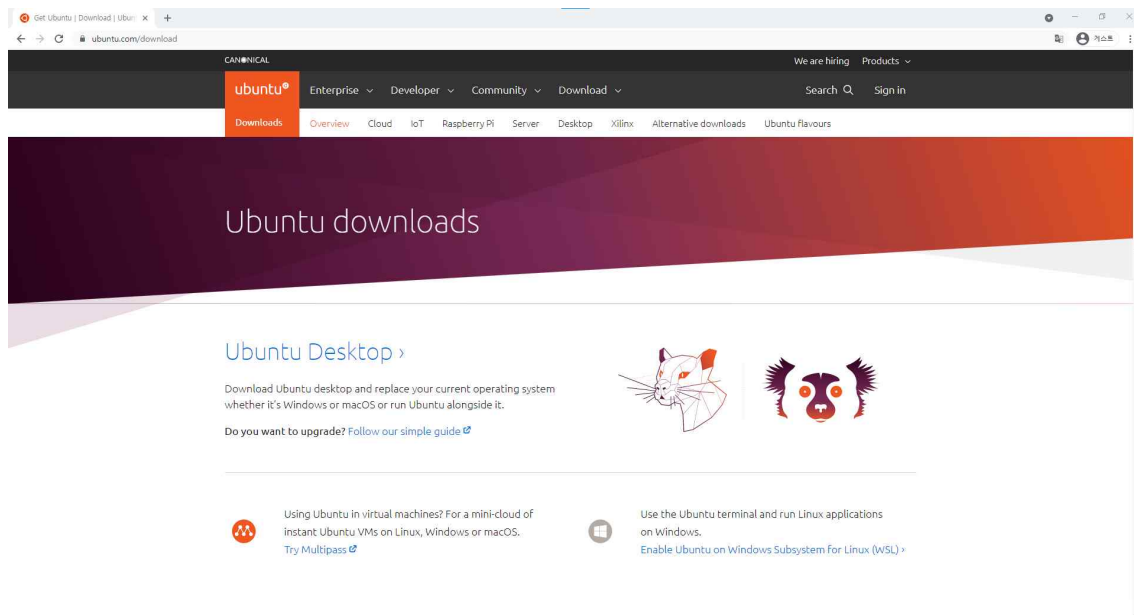 Get Ubuntu | Download | Ubun
ubuntu.com/download
게스트
CANONICAL
We are hiring Products
ubuntu
Enterprise Developer Community Download
Search Sign in
Downloads
Overview Cloud IoT Raspberry Pi Server Desktop Xilinx Alternative downloads Ubuntu flavours
Ubuntu downloads
Ubuntu Desktop ›
Download Ubuntu desktop and replace your current operating system
whether it's Windows or macOS or run Ubuntu alongside it.
Do you want to upgrade? Follow our simple guide
Using Ubuntu in virtual machines? For a mini-cloud of
instant Ubuntu VMs on Linux, Windows or macOS.
Try Multipass
Use the Ubuntu terminal and run Linux applications
on Windows.
Enable Ubuntu on Windows Subsystem for Linux (WSL) ›